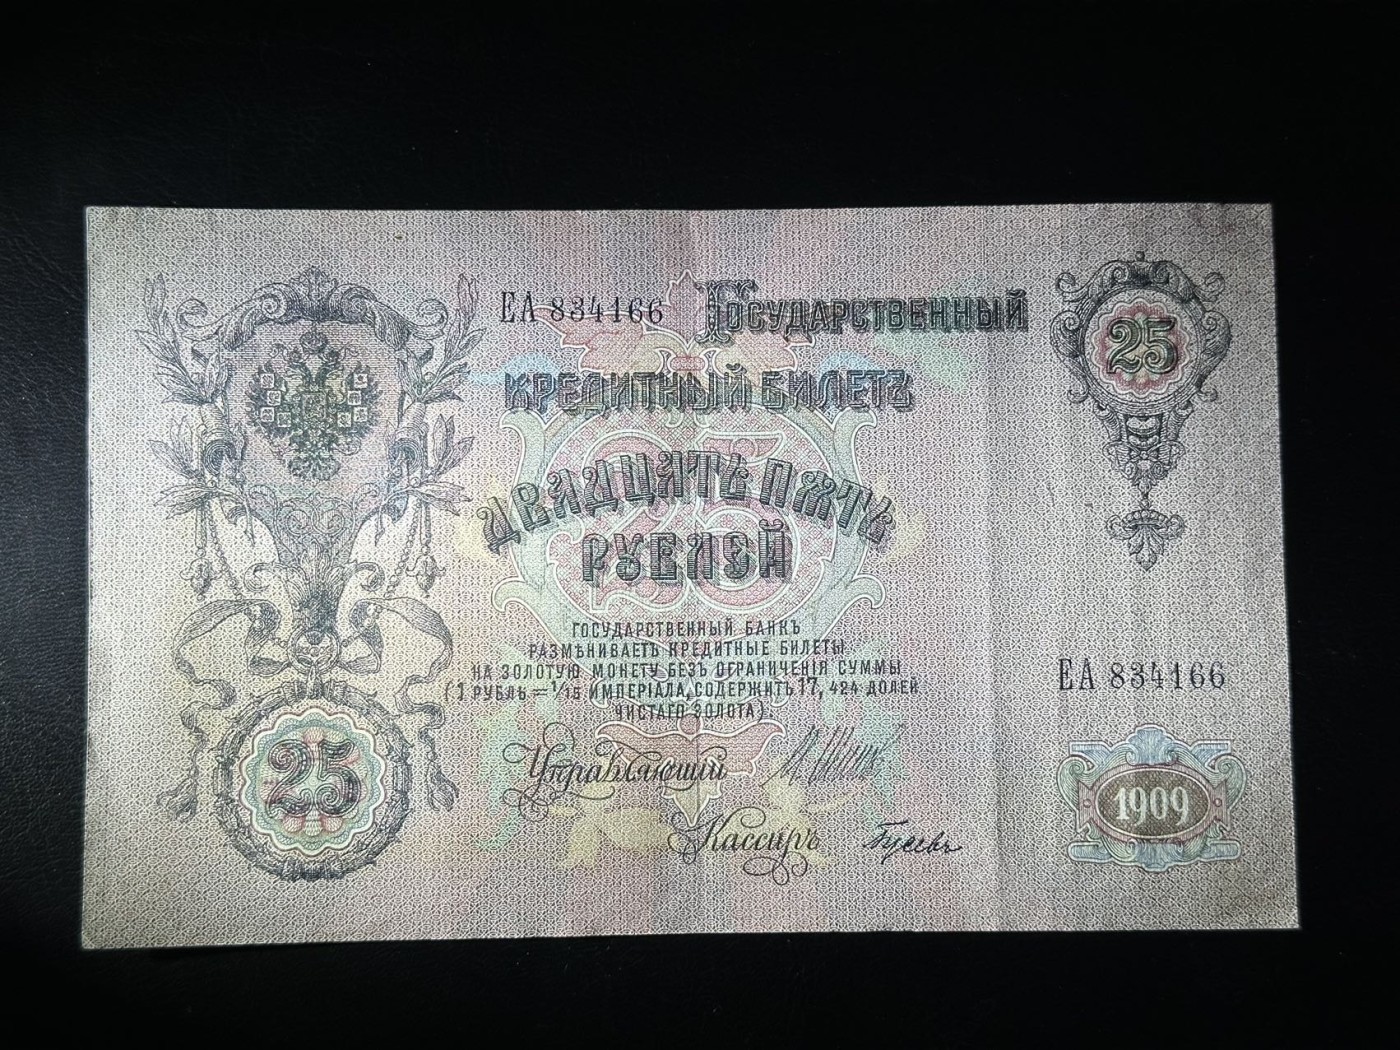 ЕА 834166
Государственный
25
Кредитный Билетъ
Двадцать пять
рублей
Государственный Банкъ
размѣниваетъ кредитные билеты
на золотую монету безъ ограниченія суммы
(1 рубль = 1/15 имперіала, содержитъ 17,424 долей
чистаго золота)
ЕА 834166
25
Управляющій
Кассиръ Гусевъ
1909